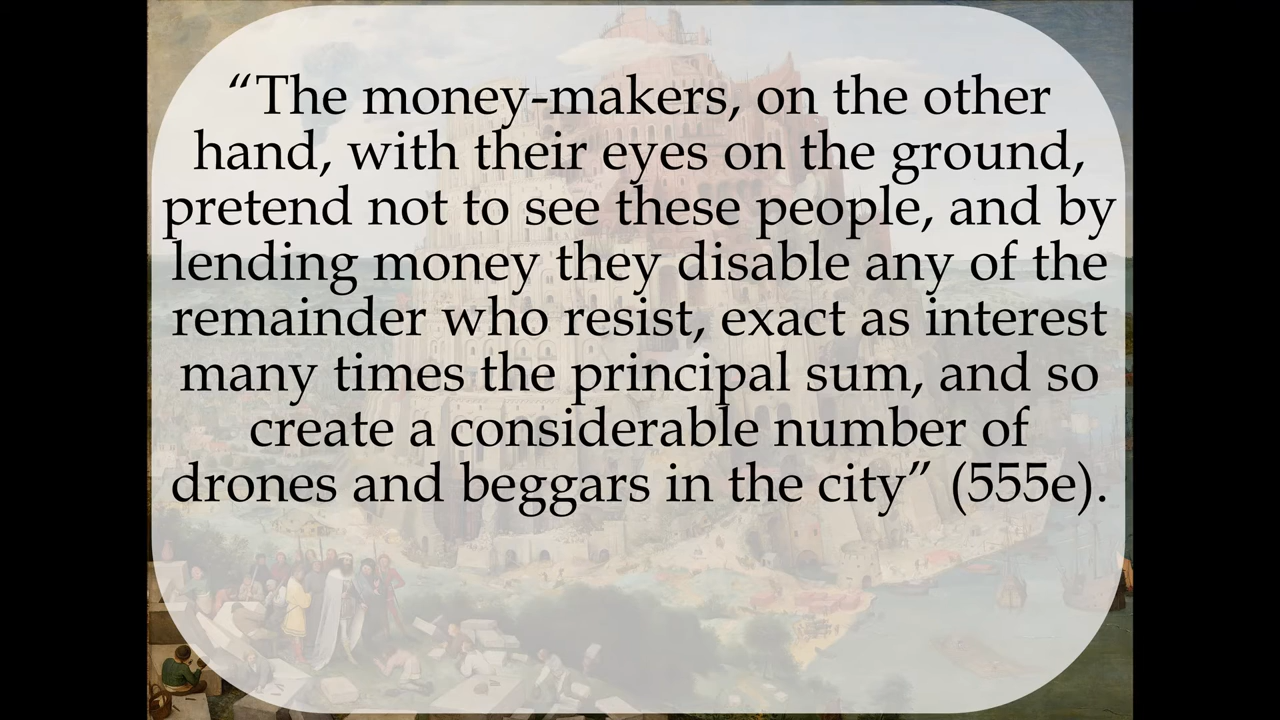 “The money-makers, on the other
hand, with their eyes on the ground,
pretend not to see these people, and by
lending money they disable any of the
remainder who resist, exact as interest
many times the principal sum, and so
create a considerable number of
drones and beggars in the city” (555e).